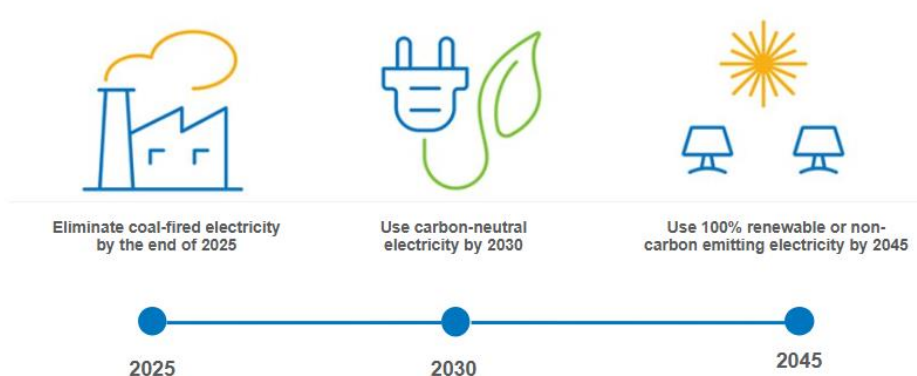 Eliminate coal-fired electricity
by the end of 2025
Use carbon-neutral
electricity by 2030
Use 100% renewable or non-
carbon emitting electricity by 2045
2025
2030
2045